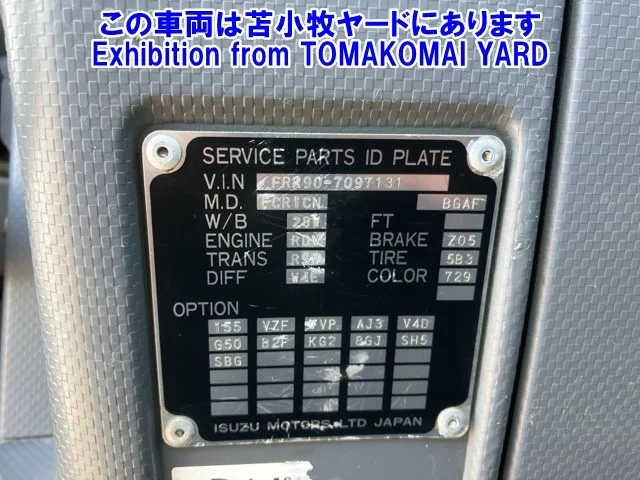 この車両は苫小牧ヤードにあります
Exhibition from TOMAKOMAI YARD
SERVICE PARTS ID PLATE
V.I.N FRR90-7097131
M.D. FCR1CN BGAF
W/B FT
ENGINE BRAKE Z05
TRANS TIRE 5B3
DIFF COLOR 729
OPTION
VZF AJ3 V4D
G50 KG2 BGJ SH5
SBG
ISUZU MOTORS LTD JAPAN